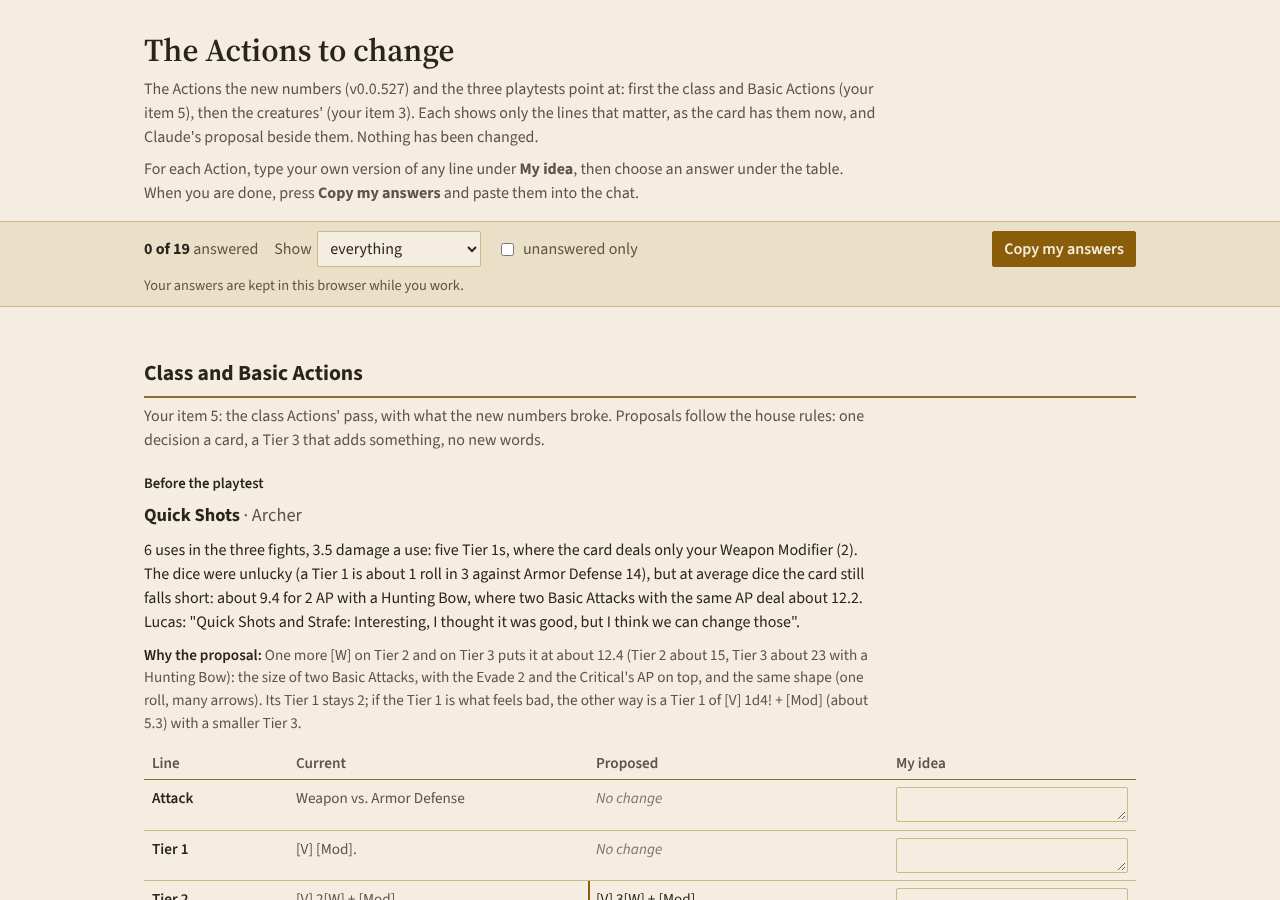 The Actions to change
The Actions the new numbers (v0.0.527) and the three playtests point at: first the class and Basic Actions (your
item 5), then the creatures' (your item 3). Each shows only the lines that matter, as the card has them now, and
Claude's proposal beside them. Nothing has been changed.
For each Action, type your own version of any line under My idea, then choose an answer under the table.
When you are done, press Copy my answers and paste them into the chat.
0 of 19 answered Show everything unanswered only Copy my answers
Your answers are kept in this browser while you work.
Class and Basic Actions
Your item 5: the class Actions' pass, with what the new numbers broke. Proposals follow the house rules: one
decision a card, a Tier 3 that adds something, no new words.
Before the playtest
Quick Shots · Archer
6 uses in the three fights, 3.5 damage a use: five Tier 1s, where the card deals only your Weapon Modifier (2).
The dice were unlucky (a Tier 1 is about 1 roll in 3 against Armor Defense 14), but at average dice the card still
falls short: about 9.4 for 2 AP with a Hunting Bow, where two Basic Attacks with the same AP deal about 12.2.
Lucas: "Quick Shots and Strafe: Interesting, I thought it was good, but I think we can change those".
Why the proposal: One more [W] on Tier 2 and on Tier 3 puts it at about 12.4 (Tier 2 about 15, Tier 3 about 23 with a
Hunting Bow): the size of two Basic Attacks, with the Evade 2 and the Critical's AP on top, and the same shape (one
roll, many arrows). Its Tier 1 stays 2; if the Tier 1 is what feels bad, the other way is a Tier 1 of [V] 1d4! + [Mod] (about
5.3) with a smaller Tier 3.
Line Current Proposed My idea
Attack Weapon vs. Armor Defense No change
Tier 1 [V] [Mod]. No change
Tier 2 [V] 2[W] + [Mod] [V] 3[W] + [Mod]